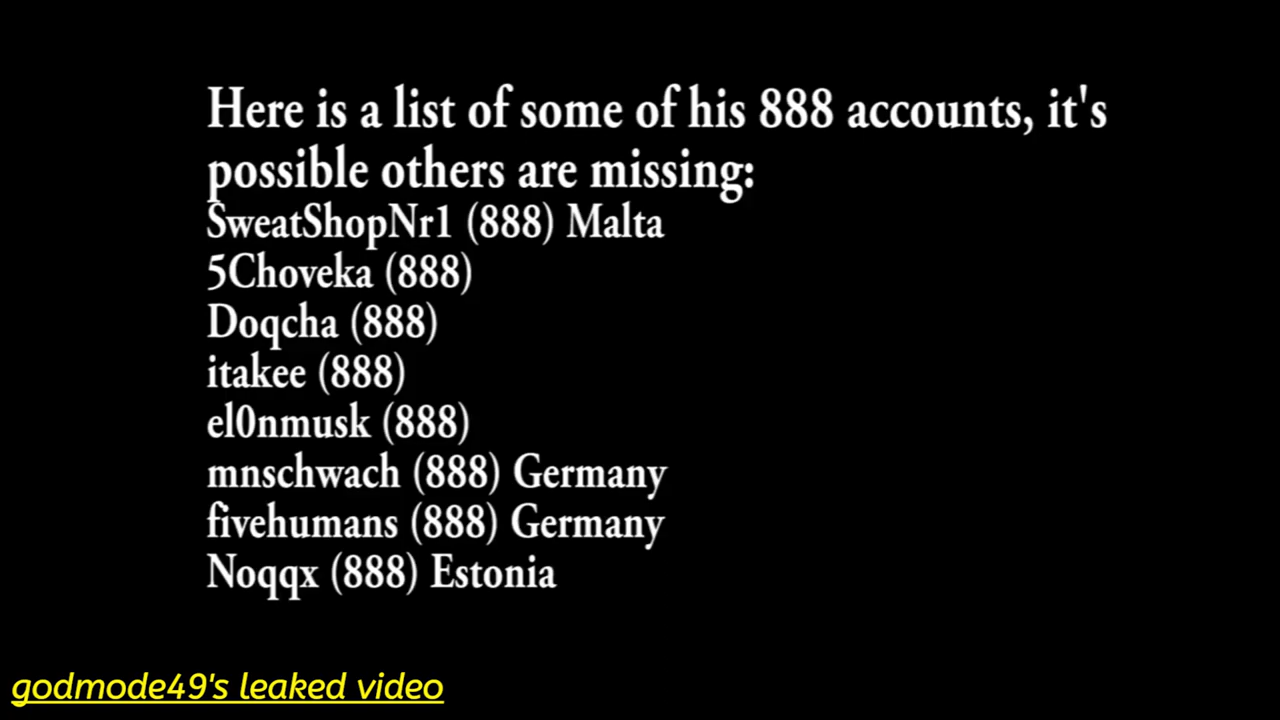 Here is a list of some of his 888 accounts, it's
possible others are missing:
SweatShopNr1 (888) Malta
5Choveka (888)
Doqcha (888)
itakee (888)
el0nmusk (888)
mnschwach (888) Germany
fivehumans (888) Germany
Noqqx (888) Estonia
godmode49's leaked video